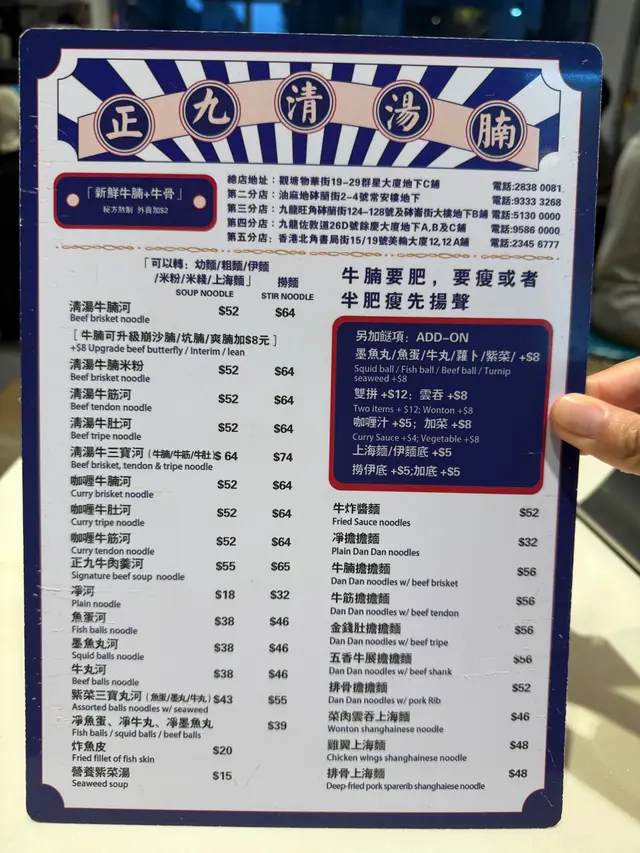 正九清湯腩
「新鮮牛腩+牛骨」
秘方熬制 外賣加$2
總店地址：觀塘物華街19-29群星大廈地下C舖 電話:2838 0081
第二分店：油麻地砵蘭街2-4號常安樓地下 電話:9333 3268
第三分店：九龍旺角砵蘭街124-128號及砵崙街大樓地下B舖 電話:5130 0000
第四分店：九龍佐敦道26D號餘慶大廈地下A,B及C舖 電話:9586 0000
第五分店：香港北角書局街15/19號美輪大廈12,12A舖 電話:2345 6777
「可以轉：幼麵/粗麵/伊麵
/米粉/米綫/上海麵」 撈麵
SOUP NOODLE STIR NOODLE
清湯牛腩河 $52 $64
Beef brisket noodle
［牛腩可升級崩沙腩/坑腩/爽腩加$8元］
+$8 Upgrade beef butterfly / Interim / lean
清湯牛腩米粉 $52 $64
Beef brisket noodle
清湯牛筋河 $52 $64
Beef tendon noodle
清湯牛肚河 $52 $64
Beef tripe noodle
清湯牛三寶河（牛腩/牛筋/牛肚） $64 $74
Beef brisket, tendon & tripe noodle
咖喱牛腩河 $52 $64
Curry brisket noodle
咖喱牛肚河 $52 $64
Curry tripe noodle
咖喱牛筋河 $52 $64
Curry tendon noodle
正九牛肉羹河 $55 $65
Signature beef soup noodle
淨河 $18 $32
Plain noodle
魚蛋河 $38 $46
Fish balls noodle
墨魚丸河 $38 $46
Squid balls noodle
牛丸河 $38 $46
Beef balls noodle
紫菜三寶丸河（魚蛋/墨丸/牛丸） $43 $55
Assorted balls noodles w/ seaweed
淨魚蛋、淨牛丸、淨墨魚丸 $39
Fish balls / squid balls / beef balls
炸魚皮 $20
Fried fillet of fish skin
營養紫菜湯 $15
Seaweed soup
牛腩要肥，要瘦或者
半肥瘦先揚聲
另加餸項：ADD-ON
墨魚丸/魚蛋/牛丸/蘿卜/紫菜/ +$8
Squid ball / Fish ball / Beef ball / Turnip
seaweed +$8
雙拼+$12；雲吞 +$8
Two items + $12; Wonton +$8
咖喱汁 +$5；加菜 +$8
Curry Sauce +$4; Vegetable +$8
上海麵/伊麵底 +$5
撈伊底 +$5;加底 +$5
牛炸醬麵 $52
Fried Sauce noodles
淨擔擔麵 $32
Plain Dan Dan noodles
牛腩擔擔麵 $56
Dan Dan noodles w/ beef brisket
牛筋擔擔麵 $56
Dan Dan noodles w/ beef tendon
金錢肚擔擔麵 $56
Dan Dan noodles w/ beef tripe
五香牛展擔擔麵 $56
Dan Dan noodles w/ beef shank
排骨擔擔麵 $52
Dan Dan noodles w/ pork Rib
菜肉雲吞上海麵 $46
Wonton shanghainese noodle
雞翼上海麵 $48
Chicken wings shanghainese noodle
排骨上海麵 $48
Deep-fried pork sparerib shanghaiese noodle